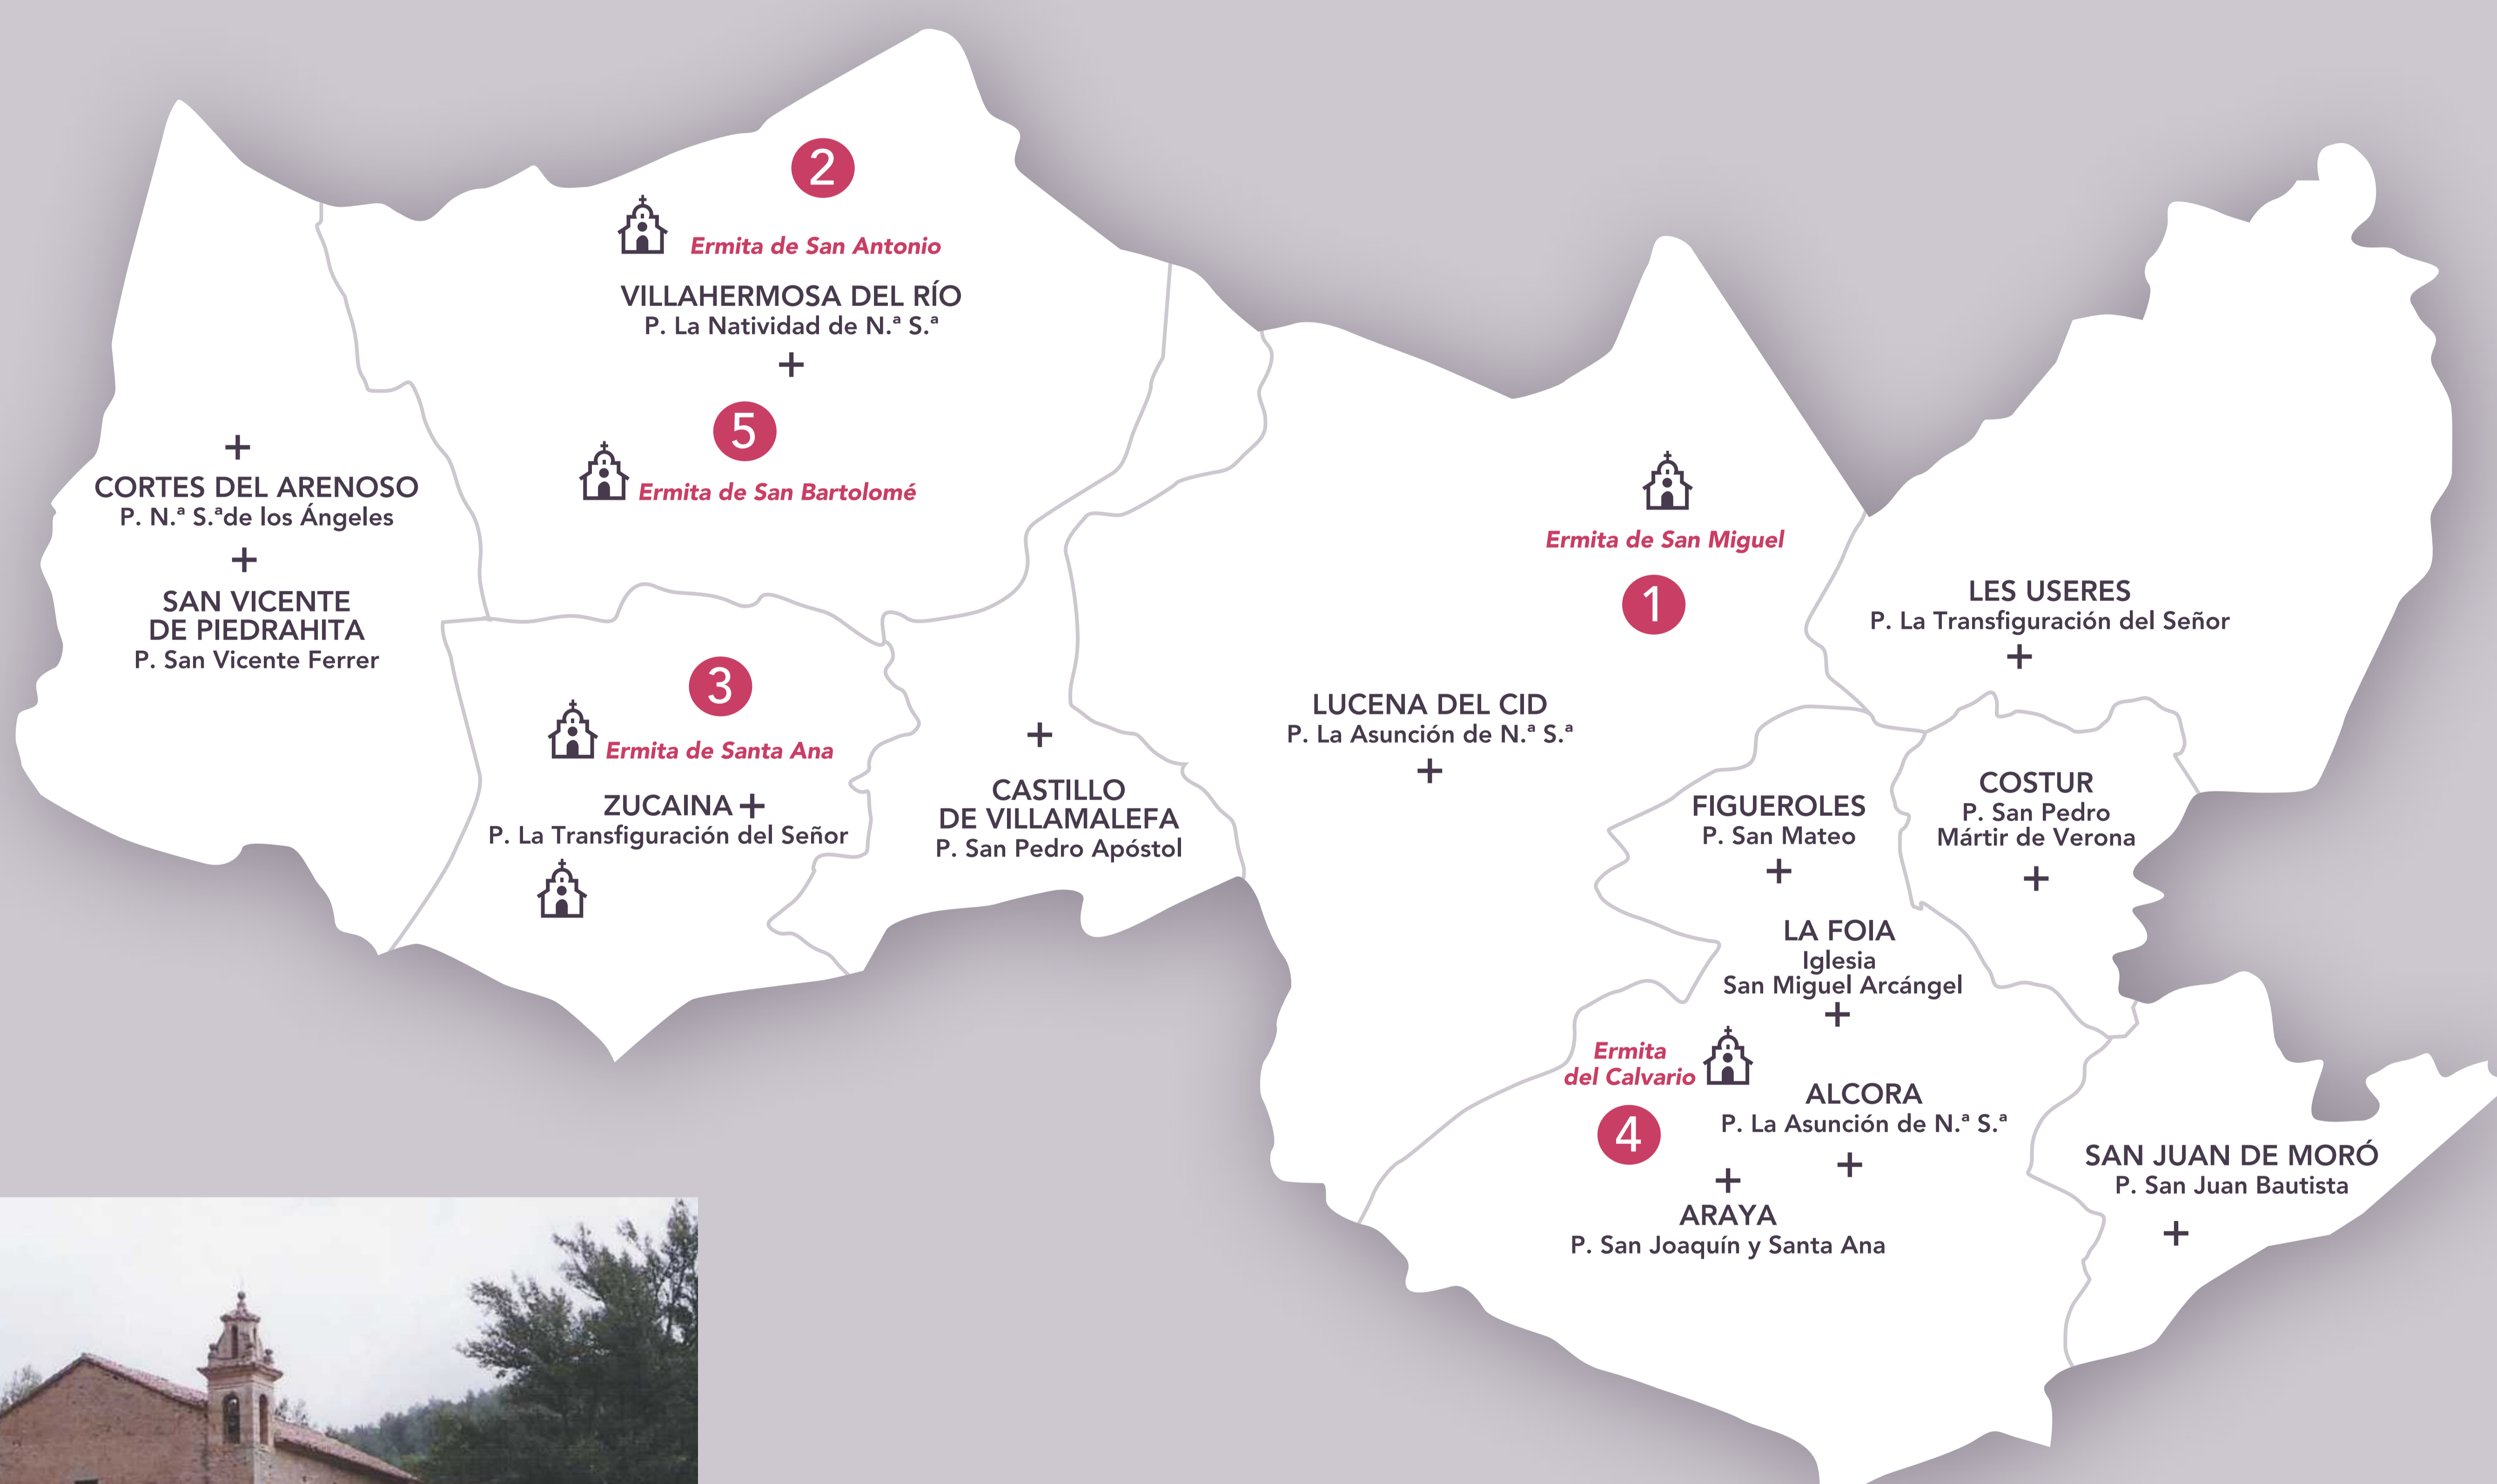 2
Ermita de San Antonio
VILLAHERMOSA DEL RÍO
P. La Natividad de N.ª S.ª
5
Ermita de San Bartolomé
CORTES DEL ARENOSO
P. N.ª S.ªde los Ángeles
SAN VICENTE
DE PIEDRAHITA
P. San Vicente Ferrer
3
Ermita de Santa Ana
ZUCAINA
P. La Transfiguración del Señor
CASTILLO
DE VILLAMALEFA
P. San Pedro Apóstol
Ermita de San Miguel
1
LUCENA DEL CID
P. La Asunción de N.ª S.ª
LES USERES
P. La Transfiguración del Señor
FIGUEROLES
P. San Mateo
COSTUR
P. San Pedro
Mártir de Verona
LA FOIA
Iglesia
San Miguel Arcángel
Ermita
del Calvario
4
ALCORA
P. La Asunción de N.ª S.ª
ARAYA
P. San Joaquín y Santa Ana
SAN JUAN DE MORÓ
P. San Juan Bautista